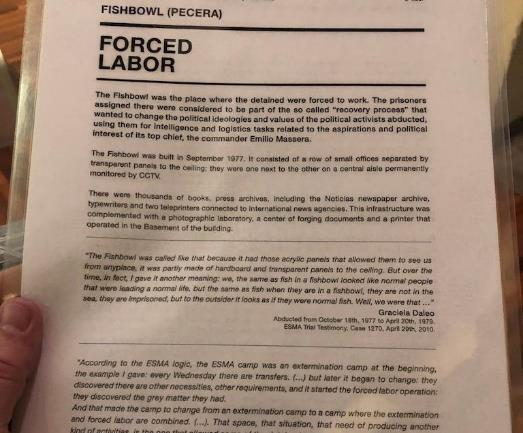 FISHBOWL (PECERA)
FORCED
LABOR
The Fishbowl was the place where the detained were forced to work. The prisoners
assigned there were considered to be part of the so called "recovery process" that
wanted to change the political ideologies and values of the political activists abducted,
using them for intelligence and logistics tasks related to the aspirations and political
interest of its top chief, the commander Emilio Massera.
The Fishbowl was built in September 1977. It consisted of a row of small offices separated by
transparent panels to the ceiling; they were one next to the other on a central aisle permanently
monitored by CCTV.
There were thousands of books, press archives, including the Noticias newspaper archive,
typewriters and two teleprinters connected to International news agencies. This infrastructure was
complemented with a photographic laboratory, a center of forging documents and a printer that
operated in the Basement of the building.
"The Fishbowl was called like that because it had those acrylic panels that allowed them to see us
from anyplace, it was partly made of hardboard and transparent panels to the ceiling. But over the
time, in fact, I gave it another meaning: we, the same as fish in a fishbowl looked like normal people
that were leading a normal life, but the same as fish when they are in a fishbowl, they are not in the
sea, they are imprisoned, but to the outsider it looks as if they were normal fish. Well, we were that ..."
Graciela Daleo
Abducted from October 18th, 1977 to April 20th, 1979.
ESMA Trial Testimony, Case 1270, April 29th, 2010.
"According to the ESMA logic, the ESMA camp was an extermination camp at the beginning,
the example I gave: every Wednesday there are transfers. (...) but later it began to change: they
discovered there are other necessities, other requirements, and it started the forced labor operation:
they discovered the grey matter they had.
And that made the camp to change from an extermination camp to a camp where the extermination
and forced labor are combined. (...). That space, that situation, that need of producing another
kind of activities, is the one that allowed